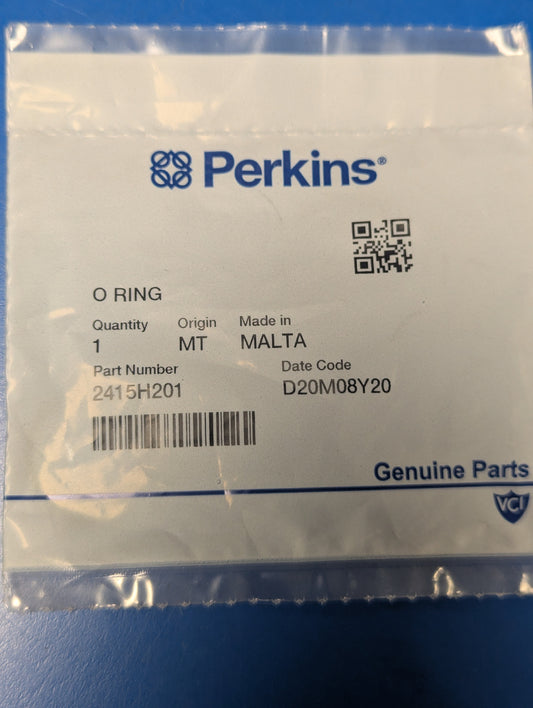 Perkins®
O RING
Quantity Origin Made in
1 MT MALTA
Part Number Date Code
2415H201 D20M08Y20
Genuine Parts
VCI